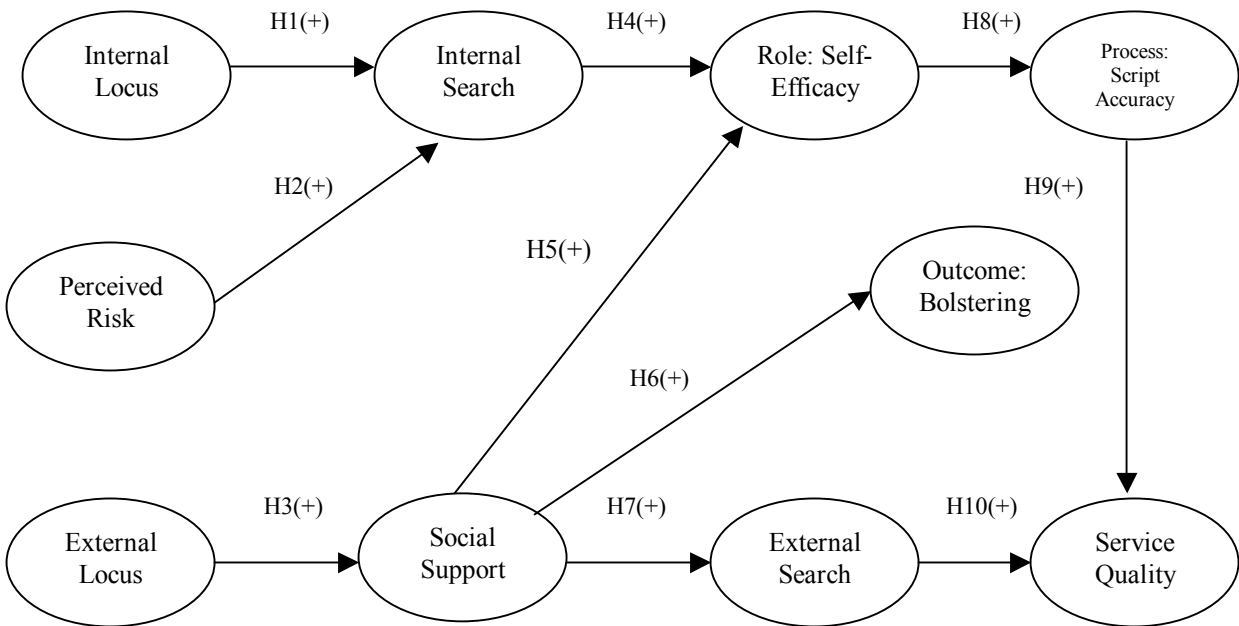 H1(+)
H4(+)
H8(+)
Internal
Locus
Internal
Search
Role: Self-
Efficacy
Process:
Script
Accuracy
H2(+)
H9(+)
H5(+)
Perceived
Risk
Outcome:
Bolstering
H6(+)
H3(+)
H7(+)
H10(+)
External
Locus
Social
Support
External
Search
Service
Quality